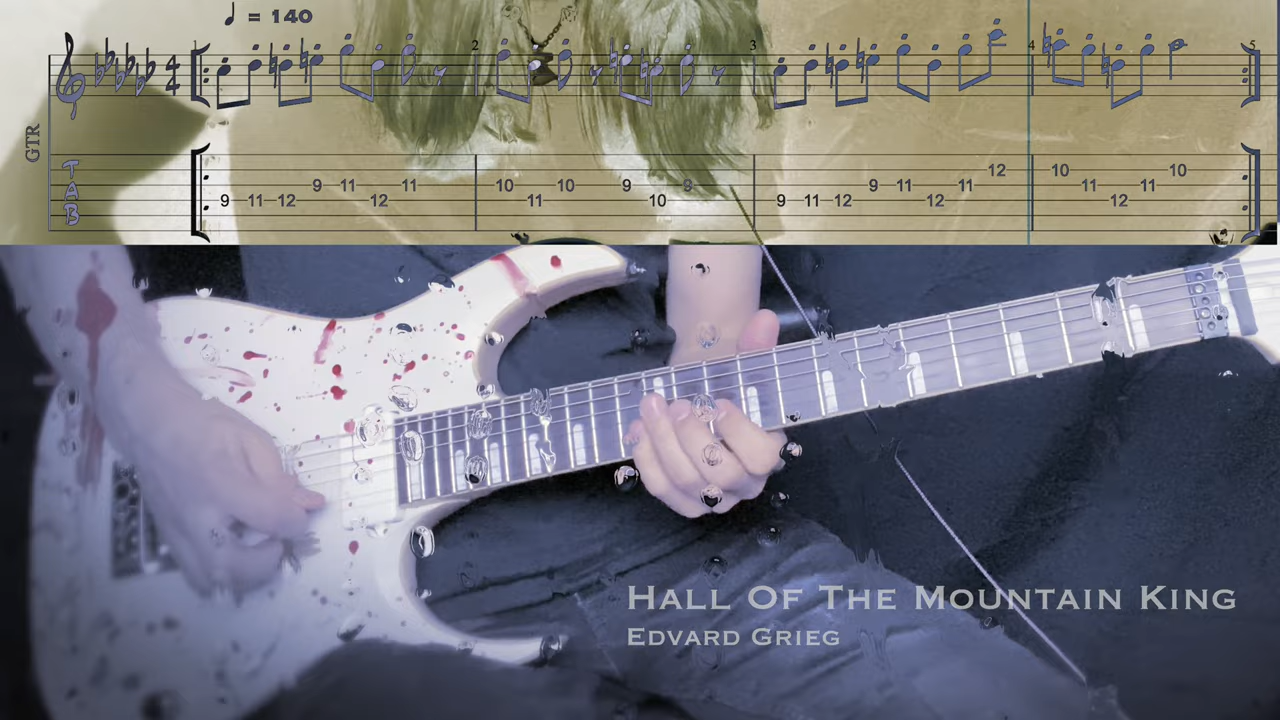 ♩ = 140
1 2 3 4 5
4
4
GTR
T
A
B
9 11 12 9 11 12 11 10 11 10 9 10 8 9 11 12 9 11 12 11 12 10 11 12 11 10
Hall Of The Mountain King
Edvard Grieg